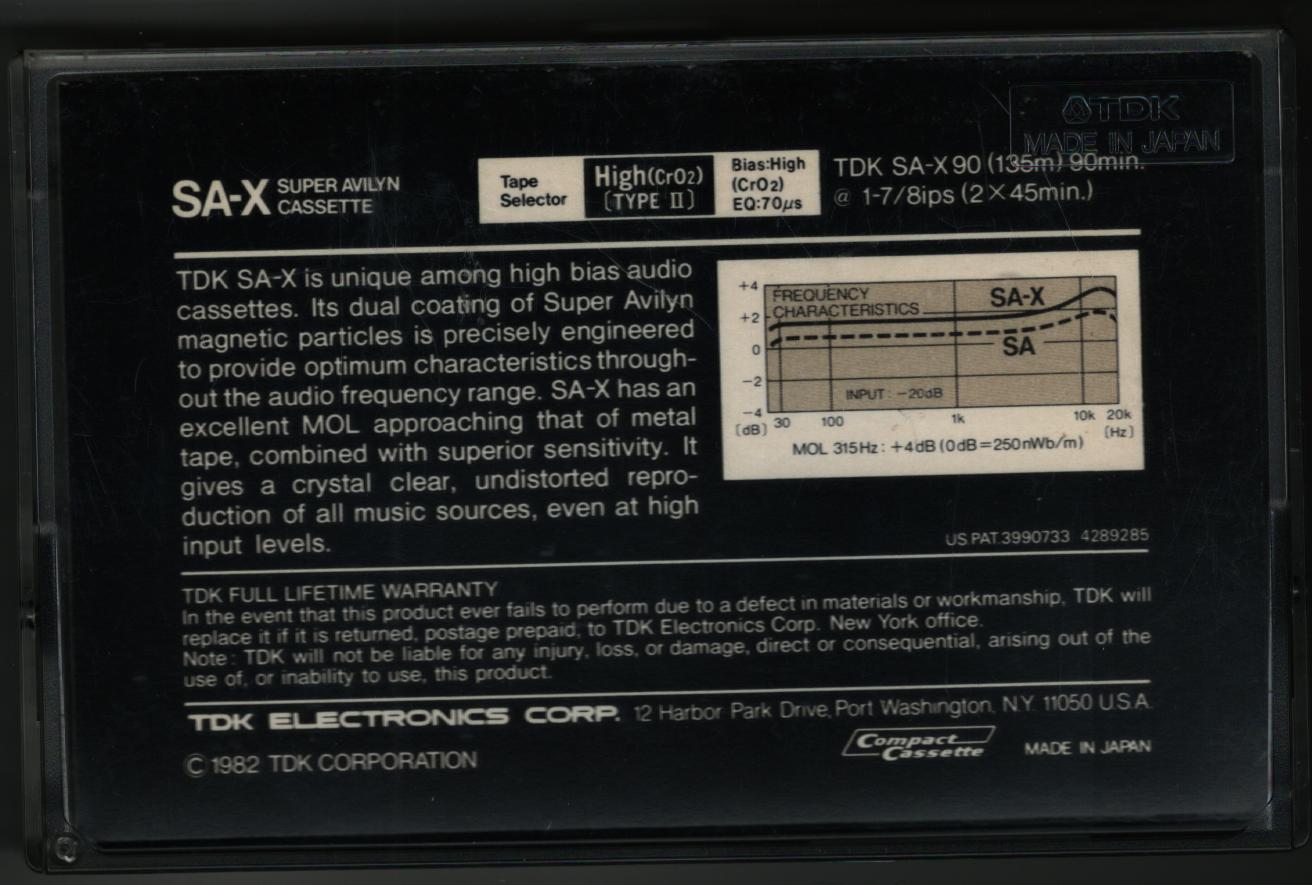 TDK
MADE IN JAPAN
SA-X SUPER AVILYN
CASSETTE
Tape
Selector
High(CrO2)
[TYPE II]
Bias:High
(CrO2)
EQ:70μs
TDK SA-X90 (135m) 90min.
@ 1-7/8ips (2×45min.)
TDK SA-X is unique among high bias audio
cassettes. Its dual coating of Super Avilyn
magnetic particles is precisely engineered
to provide optimum characteristics through-
out the audio frequency range. SA-X has an
excellent MOL approaching that of metal
tape, combined with superior sensitivity. It
gives a crystal clear, undistorted repro-
duction of all music sources, even at high
input levels.
FREQUENCY
CHARACTERISTICS
SA-X
SA
INPUT : −20dB
+4
+2
0
−2
−4
(dB)
30 100 1k 10k 20k
(Hz)
MOL 315Hz : +4dB (0dB=250nWb/m)
US.PAT.3990733 4289285
TDK FULL LIFETIME WARRANTY
In the event that this product ever fails to perform due to a defect in materials or workmanship, TDK will
replace it if it is returned, postage prepaid, to TDK Electronics Corp. New York office.
Note: TDK will not be liable for any injury, loss, or damage, direct or consequential, arising out of the
use of, or inability to use, this product.
TDK ELECTRONICS CORP. 12 Harbor Park Drive, Port Washington, N.Y. 11050 U.S.A.
Compact
Cassette
MADE IN JAPAN
©1982 TDK CORPORATION